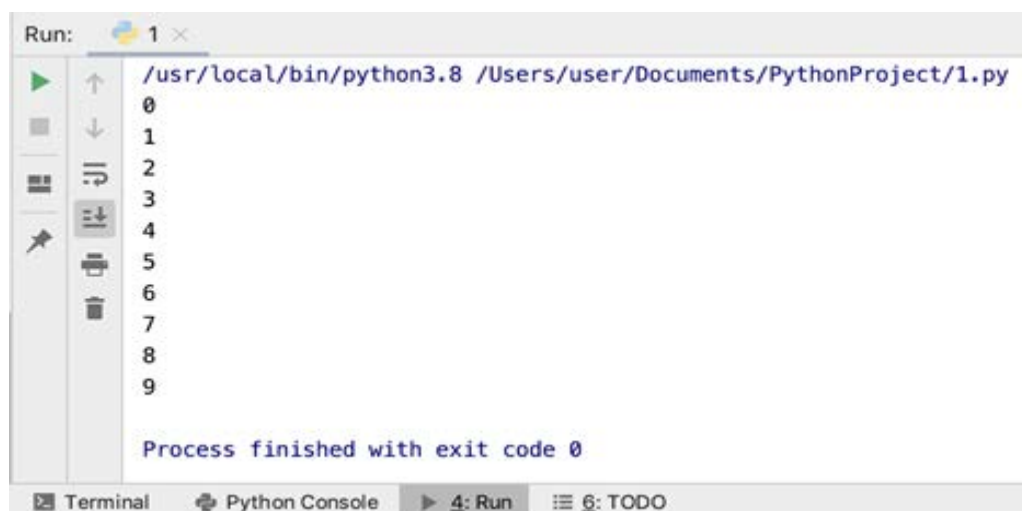 Run: 1
/usr/local/bin/python3.8 /Users/user/Documents/PythonProject/1.py
0
1
2
3
4
5
6
7
8
9
Process finished with exit code 0
Terminal Python Console 4: Run 6: TODO